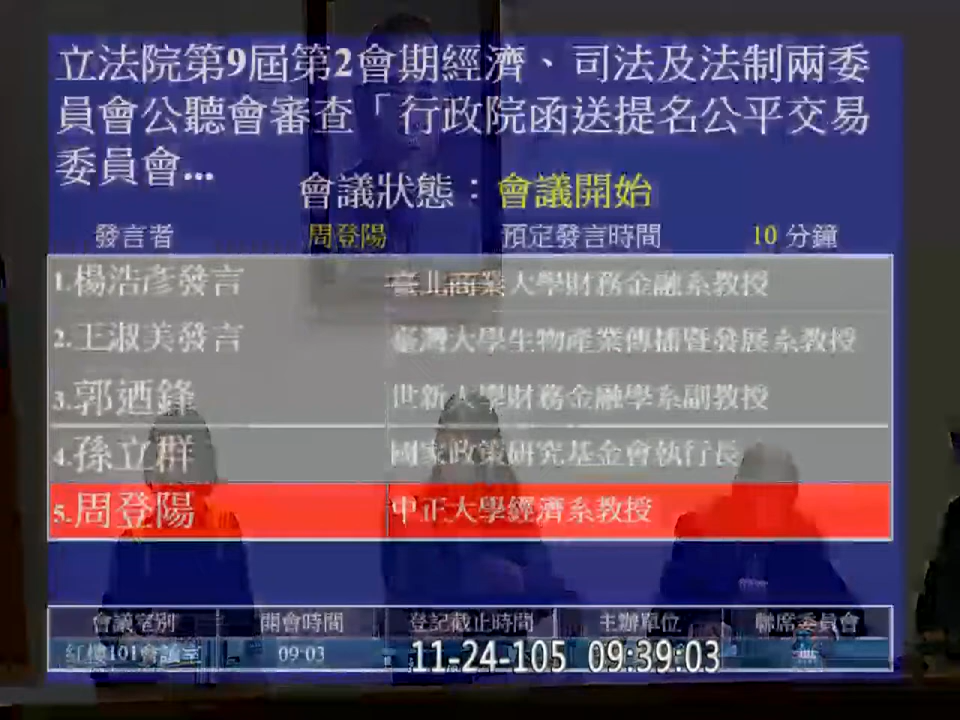 立法院第9屆第2會期經濟、司法及法制兩委
員會公聽會審查「行政院函送提名公平交易
委員會...
會議狀態：會議開始
發言者 周登陽 預定發言時間 10 分鐘
1.楊浩彥發言 臺北商業大學財務金融系教授
2.王淑美發言 臺灣大學生物產業傳播暨發展系教授
3.郭迺鋒 世新大學財務金融學系副教授
4.孫立群 國家政策研究基金會執行長
5.周登陽 中正大學經濟系教授
會議室別 開會時間 登記截止時間 主辦單位 聯席委員會
紅樓101會議室 09:03 11-24-105 09:39:03